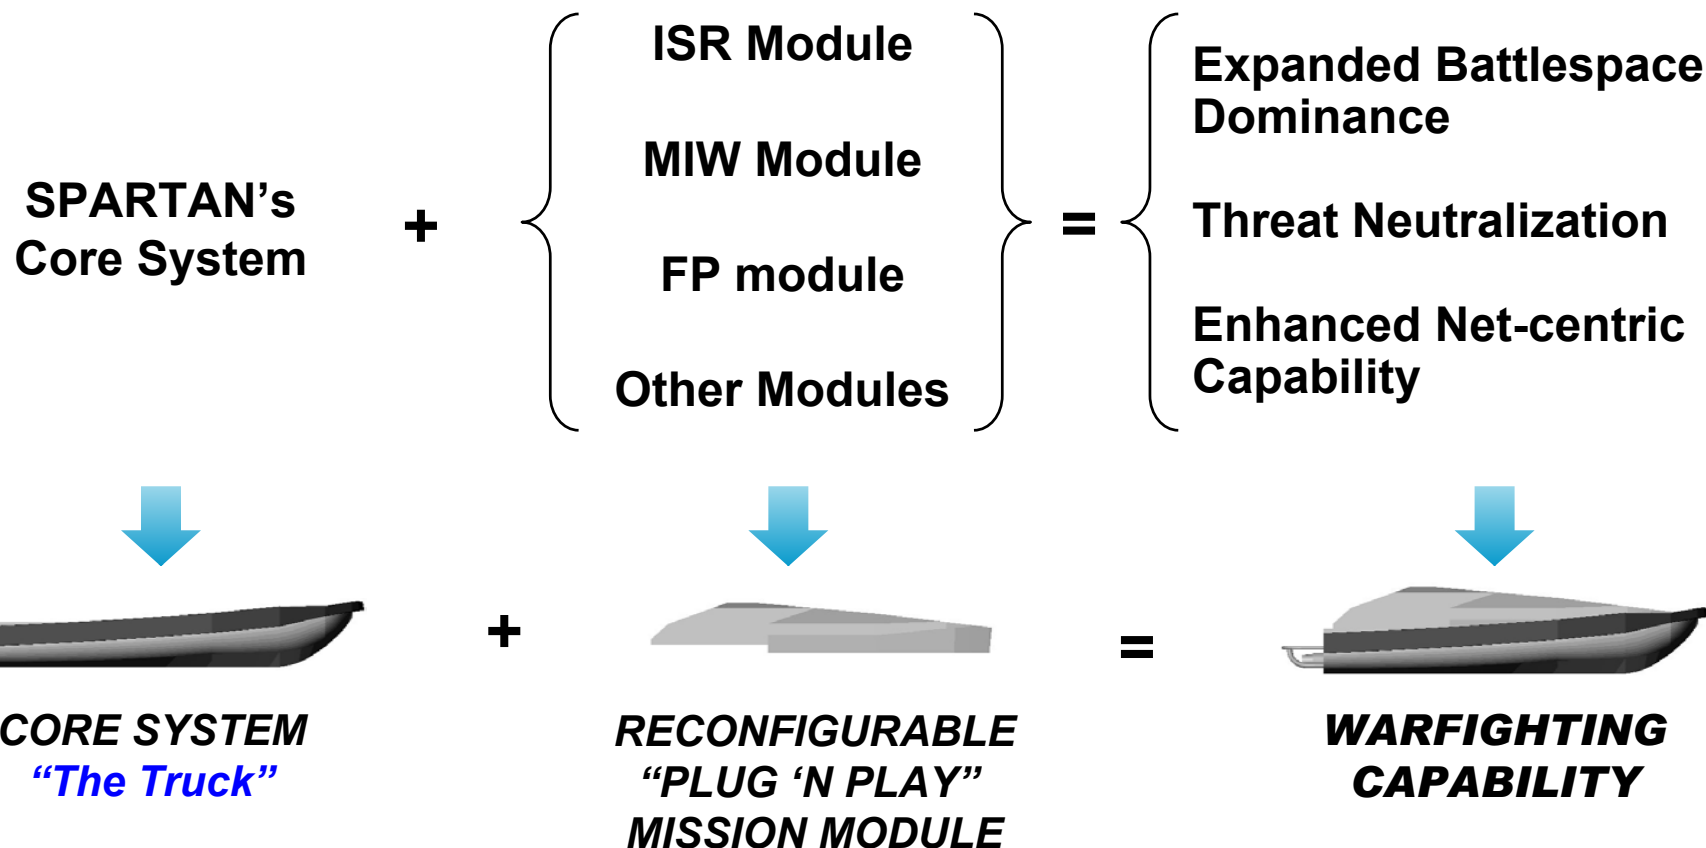 SPARTAN’s
Core System
+
ISR Module
MIW Module
FP module
Other Modules
=
Expanded Battlespace
Dominance
Threat Neutralization
Enhanced Net-centric
Capability
+
=
CORE SYSTEM
“The Truck”
RECONFIGURABLE
“PLUG ‘N PLAY”
MISSION MODULE
WARFIGHTING
CAPABILITY